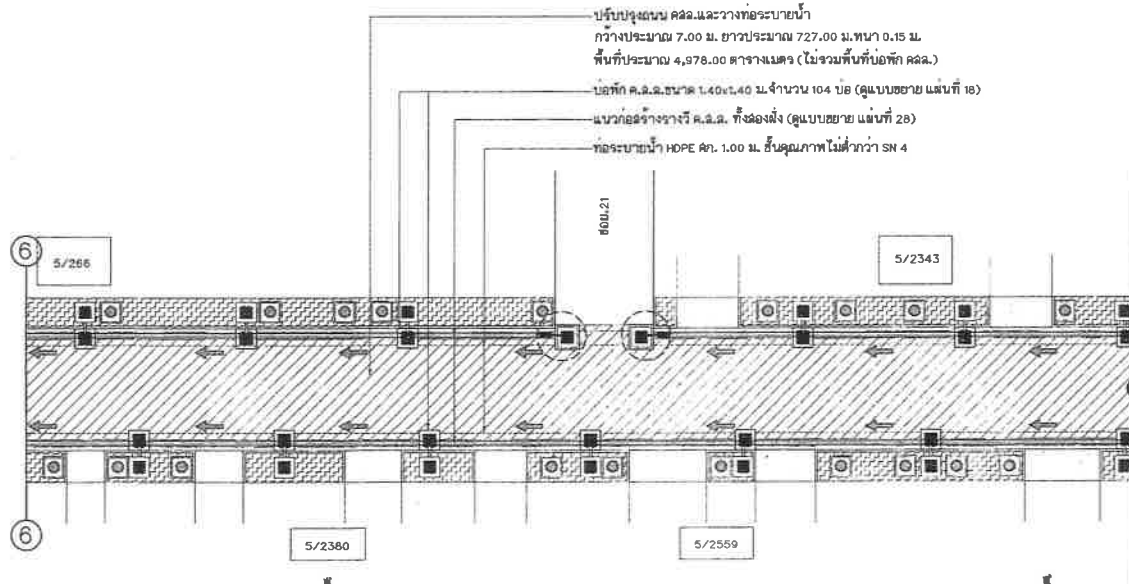 ปรับปรุงถนน คสล.และวางท่อระบายน้ำ
กว้างประมาณ 7.00 ม. ยาวประมาณ 727.00 ม.หนา 0.15 ม.
พื้นที่ประมาณ 4,978.00 ตารางเมตร (ไม่รวมพื้นที่บ่อพัก คสล.)
บ่อพัก ค.ส.ล.ขนาด 1.40x1.40 ม.จำนวน 104 บ่อ (ดูแบบขยาย แผ่นที่ 18)
แนวก่อสร้างรางวี ค.ส.ล. ทั้งสองฝั่ง (ดูแบบขยาย แผ่นที่ 28)
ท่อระบายน้ำ HDPE ศก. 1.00 ม. ชั้นคุณภาพไม่ต่ำกว่า SN 4
ซอย.21
6
5/266
5/2343
6
5/2380
5/2559